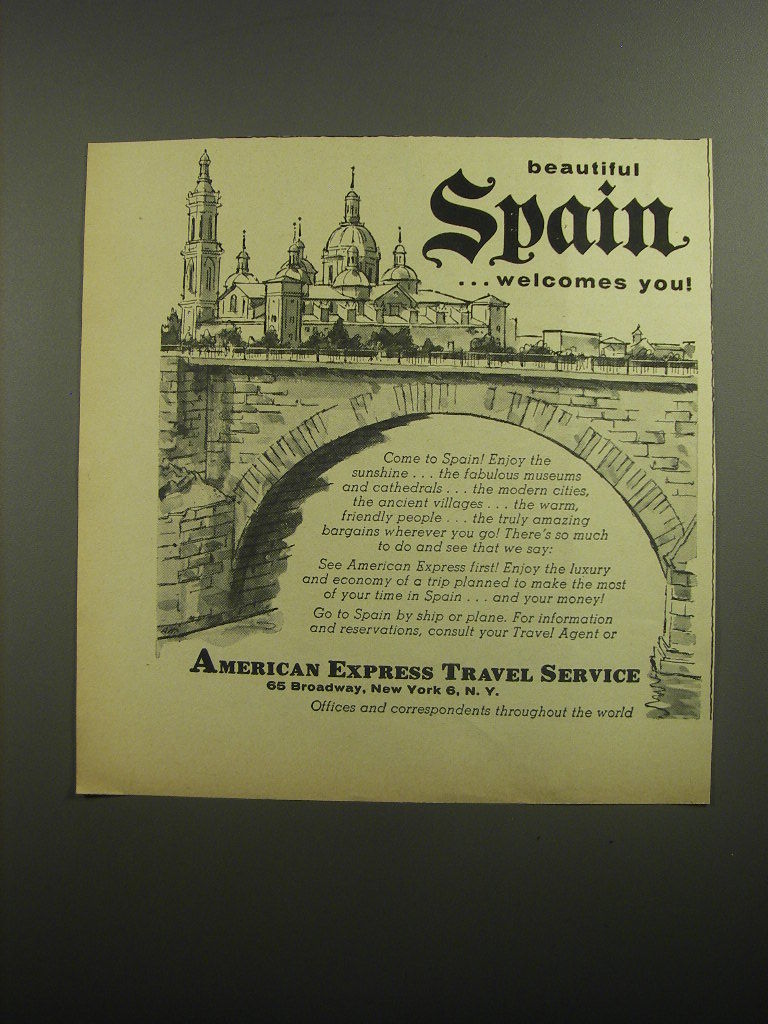 beautiful
Spain
...welcomes you!
Come to Spain! Enjoy the
sunshine . . . the fabulous museums
and cathedrals . . . the modern cities,
the ancient villages . . . the warm,
friendly people . . . the truly amazing
bargains wherever you go! There's so much
to do and see that we say:
See American Express first! Enjoy the luxury
and economy of a trip planned to make the most
of your time in Spain . . . and your money!
Go to Spain by ship or plane. For information
and reservations, consult your Travel Agent or
AMERICAN EXPRESS TRAVEL SERVICE
65 Broadway, New York 6, N. Y.
Offices and correspondents throughout the world